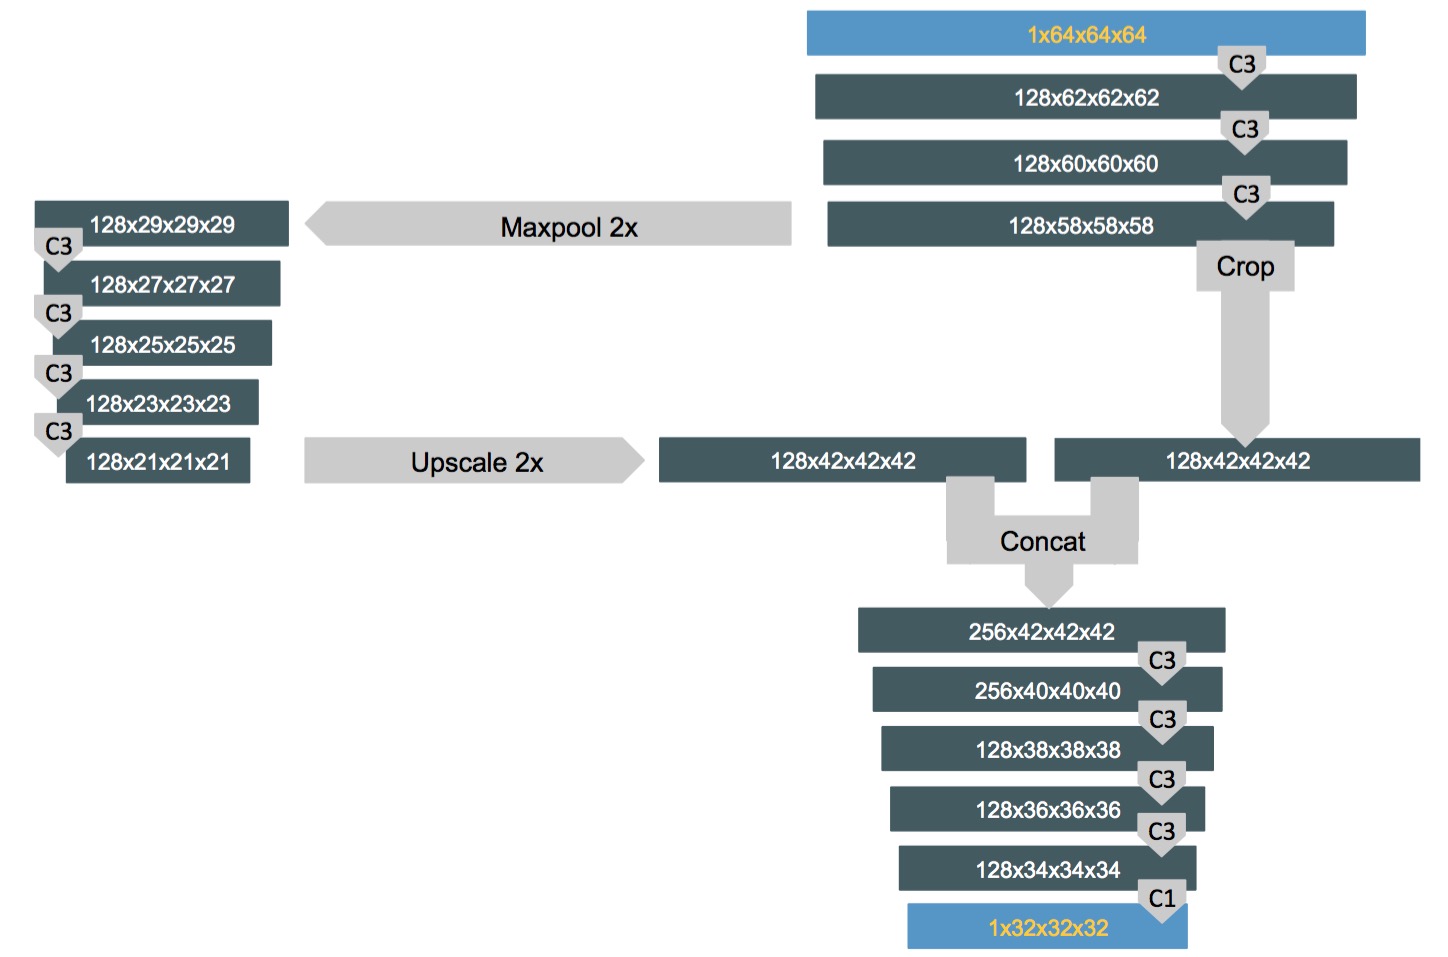 1x64x64x64
C3
128x62x62x62
C3
128x60x60x60
C3
128x58x58x58
Maxpool 2x
128x29x29x29
C3
128x27x27x27
C3
128x25x25x25
C3
128x23x23x23
C3
128x21x21x21
Upscale 2x
128x42x42x42
Crop
128x42x42x42
Concat
256x42x42x42
C3
256x40x40x40
C3
128x38x38x38
C3
128x36x36x36
C3
128x34x34x34
C1
1x32x32x32